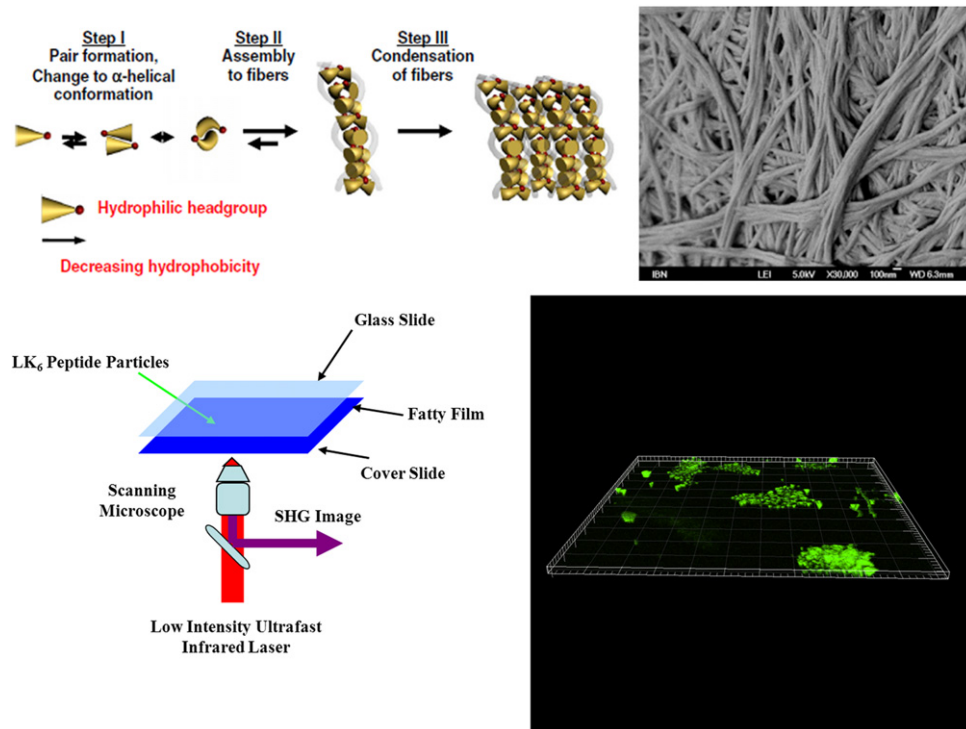 Step I
Pair formation,
Change to α-helical
conformation
Step II
Assembly
to fibers
Step III
Condensation
of fibers
Hydrophilic headgroup
Decreasing hydrophobicity
IBN LEI 5.0kV X30,000 100nm WD 6.3mm
Glass Slide
LK₆ Peptide Particles
Fatty Film
Cover Slide
Scanning
Microscope
SHG Image
Low Intensity Ultrafast
Infrared Laser